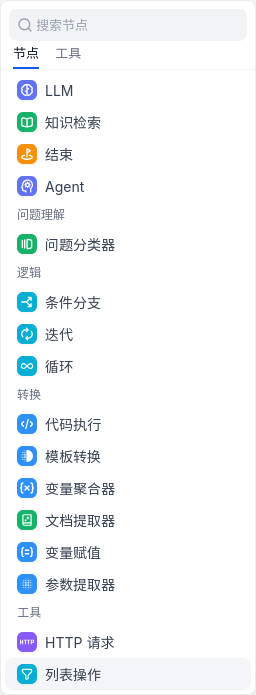 搜索节点
节点 工具
LLM
知识检索
结束
Agent
问题理解
问题分类器
逻辑
条件分支
迭代
循环
转换
代码执行
模板转换
变量聚合器
文档提取器
变量赋值
参数提取器
工具
HTTP 请求
列表操作